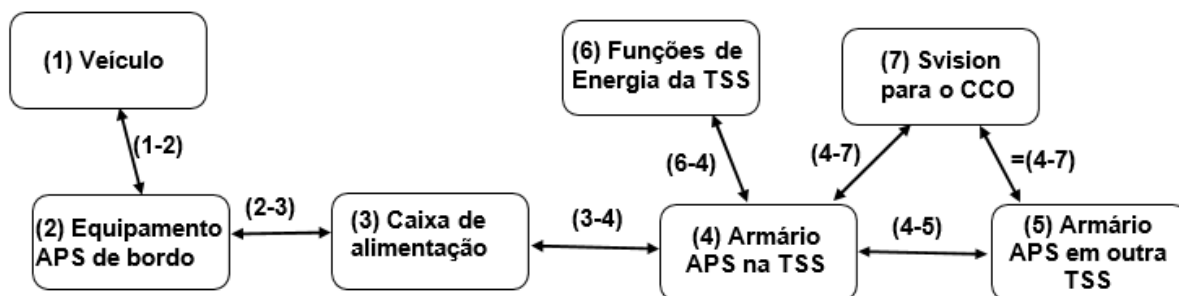 (1) Veículo
(6) Funções de
Energia da TSS
(7) Svision
para o CCO
(1-2)
(6-4)
(4-7)
=(4-7)
(2) Equipamento
APS de bordo
(2-3)
(3) Caixa de
alimentação
(3-4)
(4) Armário
APS na TSS
(4-5)
(5) Armário
APS em outra
TSS